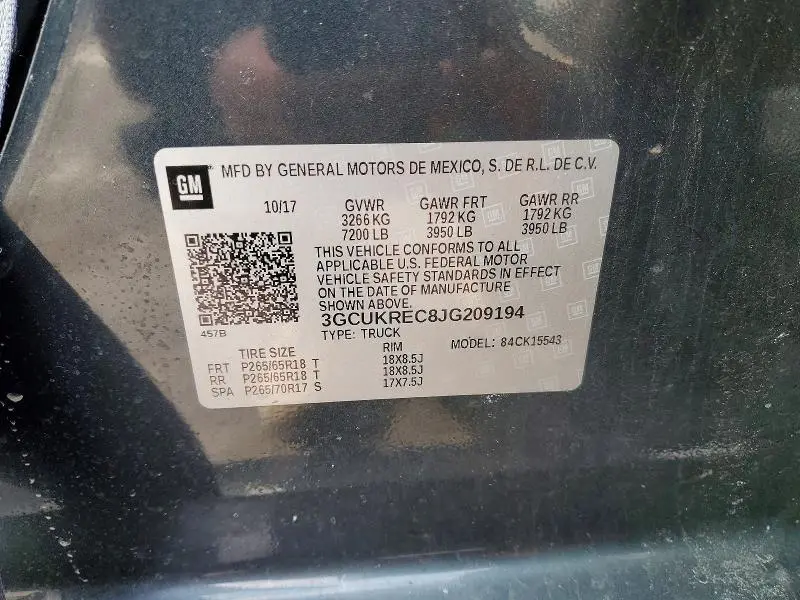 GM
MFD BY GENERAL MOTORS DE MEXICO, S. DE R.L. DE C.V.
10/17 GVWR GAWR FRT GAWR RR
3266 KG 1792 KG 1792 KG
7200 LB 3950 LB 3950 LB
THIS VEHICLE CONFORMS TO ALL
APPLICABLE U.S. FEDERAL MOTOR
VEHICLE SAFETY STANDARDS IN EFFECT
ON THE DATE OF MANUFACTURE
SHOWN ABOVE.
457B 3GCUKREC8JG209194
TYPE: TRUCK
TIRE SIZE RIM MODEL: 84CK15543
FRT P265/65R18 T 18X8.5J
RR P265/65R18 T 18X8.5J
SPA P265/70R17 S 17X7.5J